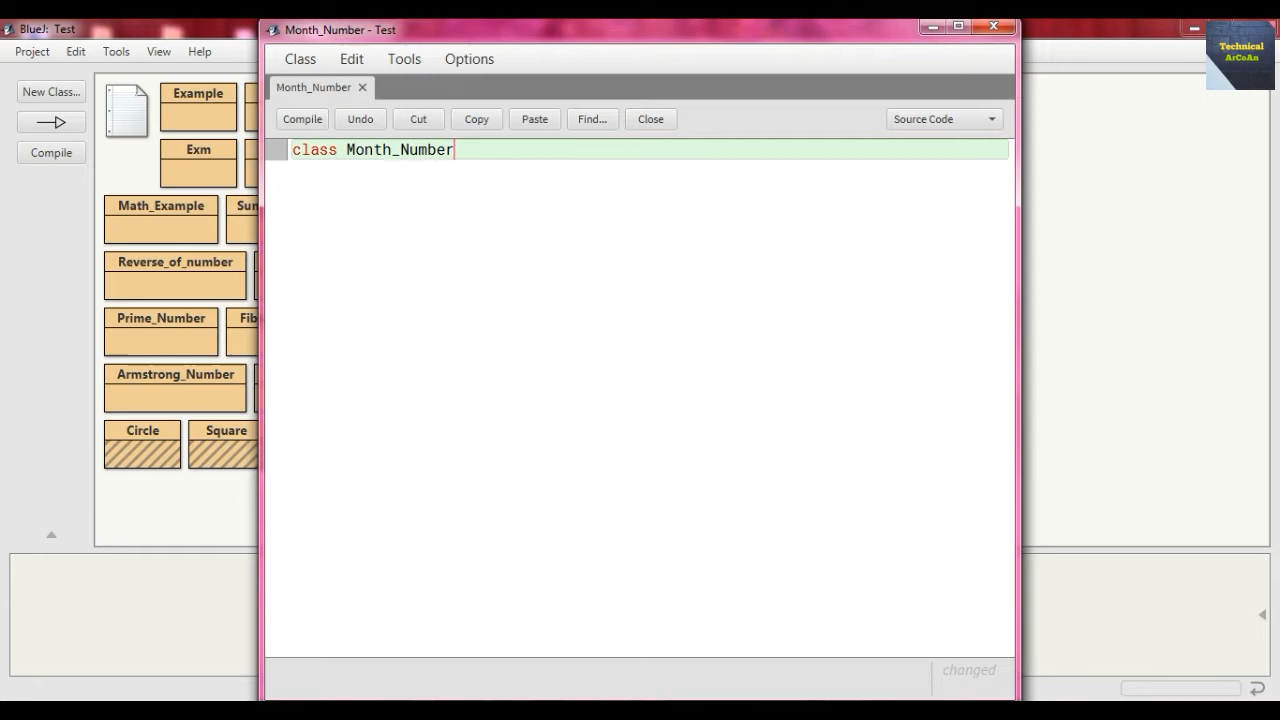 BlueJ: Test
Project Edit Tools View Help
New Class...
Compile
Example
Exm
Math_Example
Sun
Reverse_of_number
Prime_Number
Fib
Armstrong_Number
Circle
Square
Month_Number - Test
Class Edit Tools Options
Month_Number
Compile Undo Cut Copy Paste Find... Close Source Code
class Month_Number
changed
Technical
ArCoAn